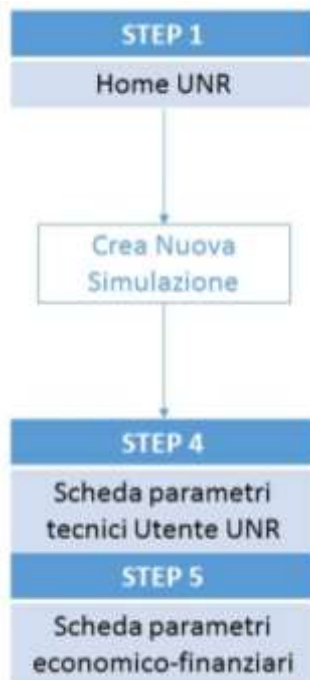 STEP 1
Home UNR
Crea Nuova
Simulazione
STEP 4
Scheda parametri
tecnici Utente UNR
STEP 5
Scheda parametri
economico-finanziari